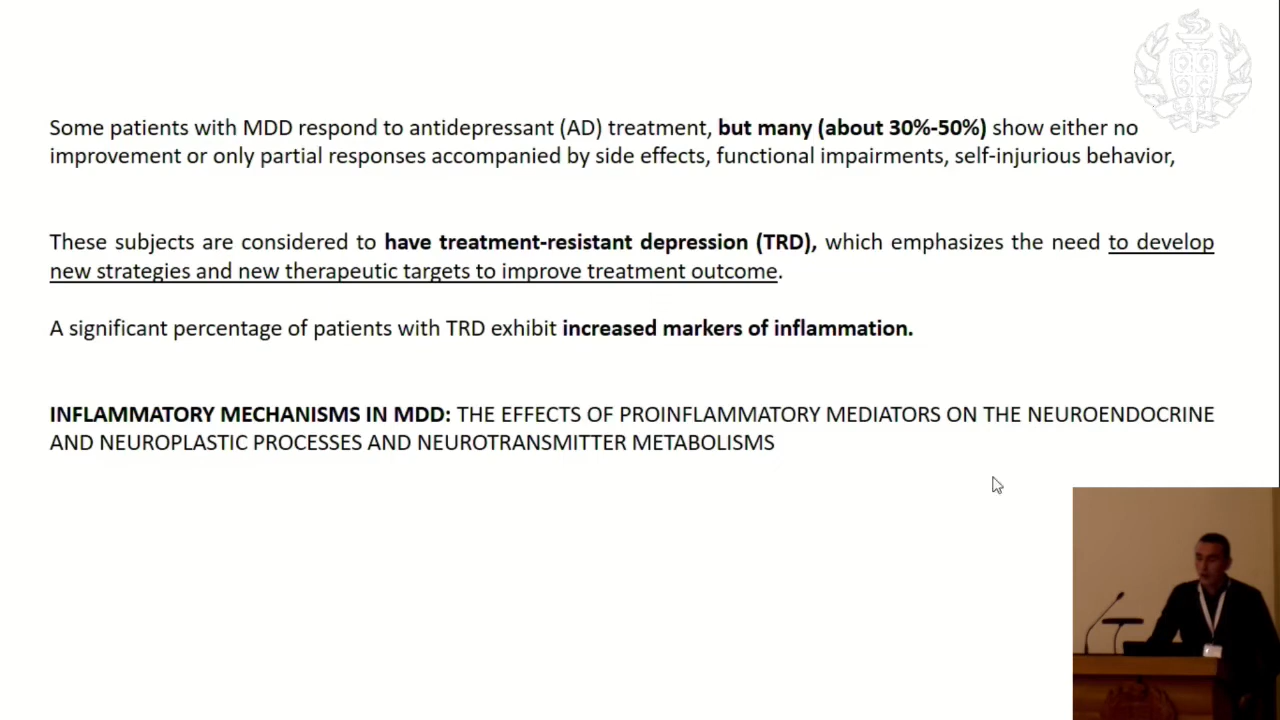 Some patients with MDD respond to antidepressant (AD) treatment, but many (about 30%-50%) show either no
improvement or only partial responses accompanied by side effects, functional impairments, self-injurious behavior,
These subjects are considered to have treatment-resistant depression (TRD), which emphasizes the need to develop
new strategies and new therapeutic targets to improve treatment outcome.
A significant percentage of patients with TRD exhibit increased markers of inflammation.
INFLAMMATORY MECHANISMS IN MDD: THE EFFECTS OF PROINFLAMMATORY MEDIATORS ON THE NEUROENDOCRINE
AND NEUROPLASTIC PROCESSES AND NEUROTRANSMITTER METABOLISMS